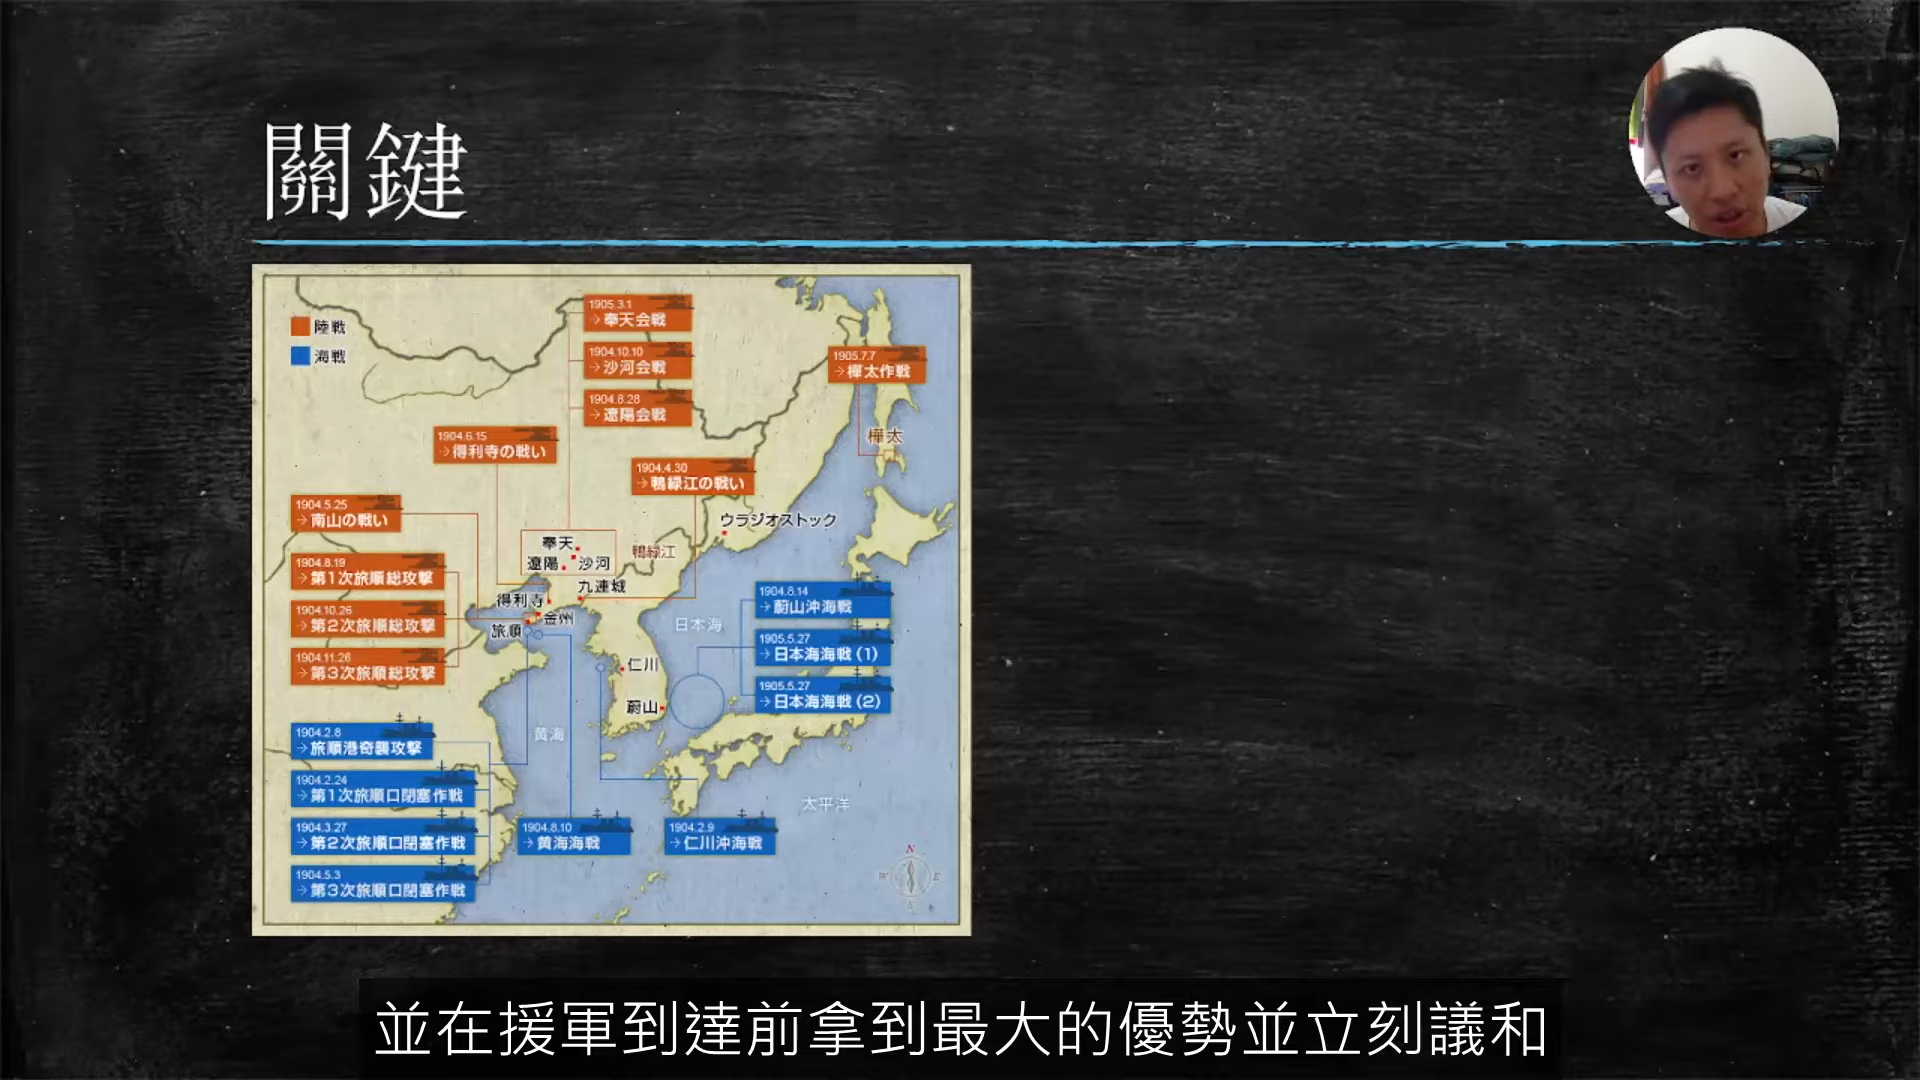 關鍵
陸戦
海戦
1905.3.1
→奉天会戦
1904.10.10
→沙河会戦
1904.8.28
→遼陽会戦
1905.7.7
→樺太作戦
樺太
1904.6.15
→得利寺の戦い
1904.4.30
→鴨緑江の戦い
1904.5.25
→南山の戦い
ウラジオストック
奉天
遼陽
沙河
鴨緑江
九連城
得利寺
金州
旅順
1904.8.19
→第1次旅順総攻撃
1904.10.26
→第2次旅順総攻撃
1904.11.26
→第3次旅順総攻撃
日本海
1904.8.14
→蔚山沖海戦
1905.5.27
→日本海海戦(1)
1905.5.27
→日本海海戦(2)
仁川
蔚山
黄海
1904.2.8
→旅順港奇襲攻撃
1904.2.24
→第1次旅順口閉塞作戦
1904.3.27
→第2次旅順口閉塞作戦
1904.5.3
→第3次旅順口閉塞作戦
1904.8.10
→黄海海戦
1904.2.9
→仁川沖海戦
太平洋
N
W
E
S
並在援軍到達前拿到最大的優勢並立刻議和